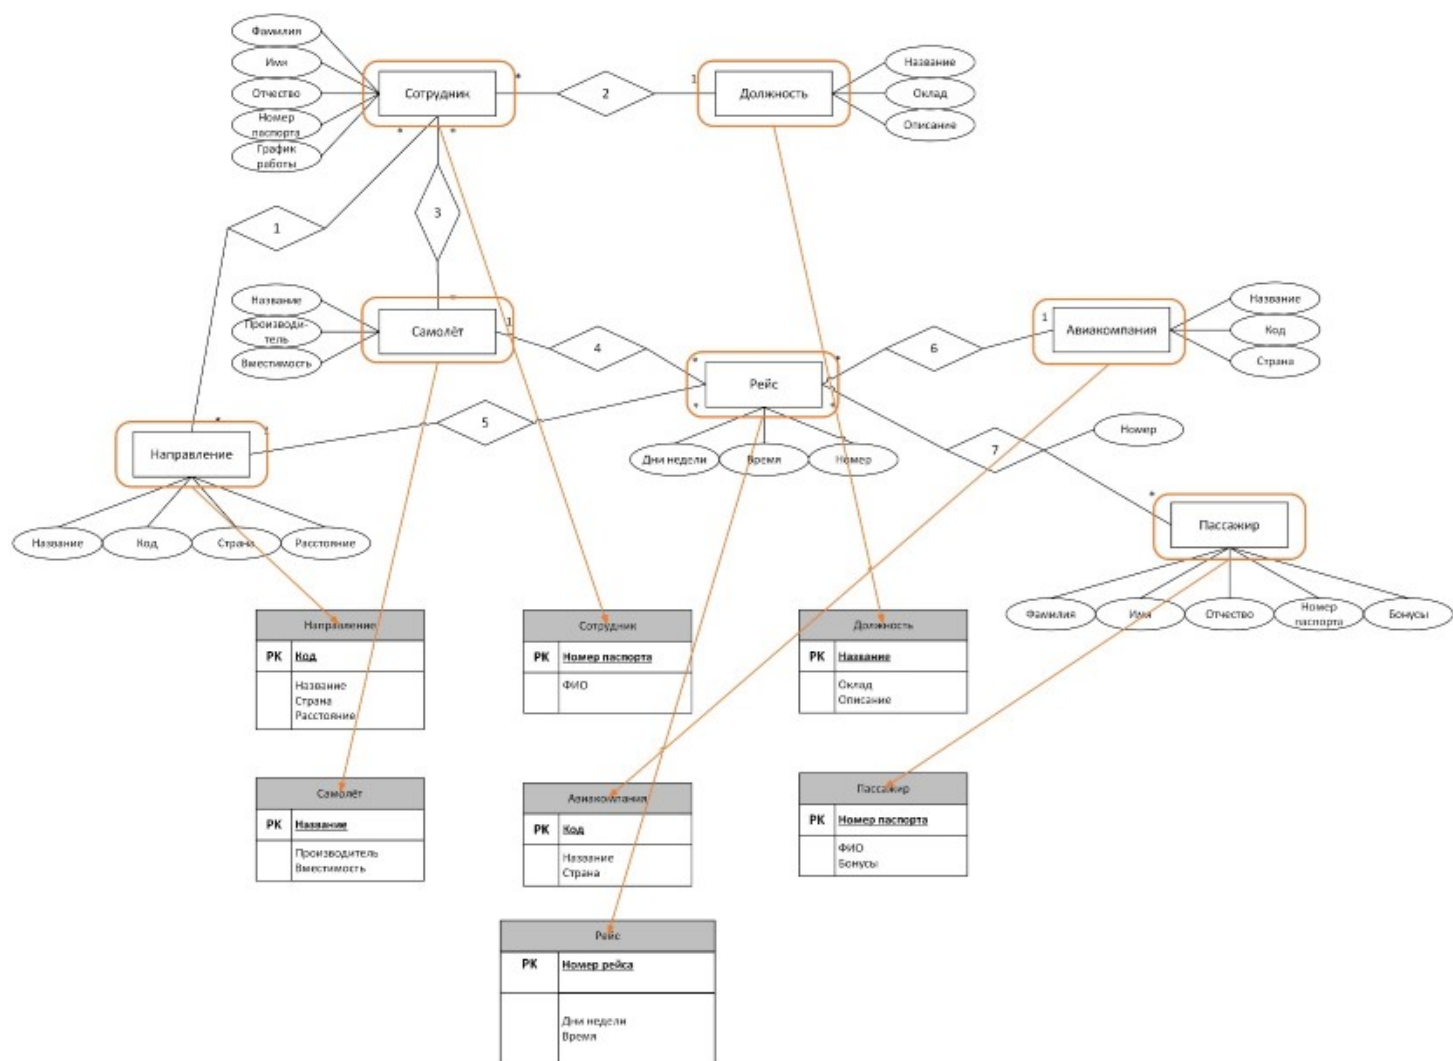 Фамилия
Имя
Отчество
Номер
паспорта
График
работы
Сотрудник
*
2
1
Должность
Название
Оклад
Описание
*
*
1
3
Название
Производи-
тель
Вместимость
*
Самолёт
1
4
*
Рейс
*
*
*
6
1
Авиакомпания
Название
Код
Страна
5
Дни недели
Время
Номер
7
Номер
*
Направление
1
Название
Код
Страна
Расстояние
*
Пассажир
Фамилия
Имя
Отчество
Номер
паспорта
Бонусы
Направление
PK Код
Название
Страна
Расстояние
Сотрудник
PK Номер паспорта
ФИО
Должность
PK Название
Оклад
Описание
Самолёт
PK Название
Производитель
Вместимость
Авиакомпания
PK Код
Название
Страна
Пассажир
PK Номер паспорта
ФИО
Бонусы
Рейс
PK Номер рейса
Дни недели
Время